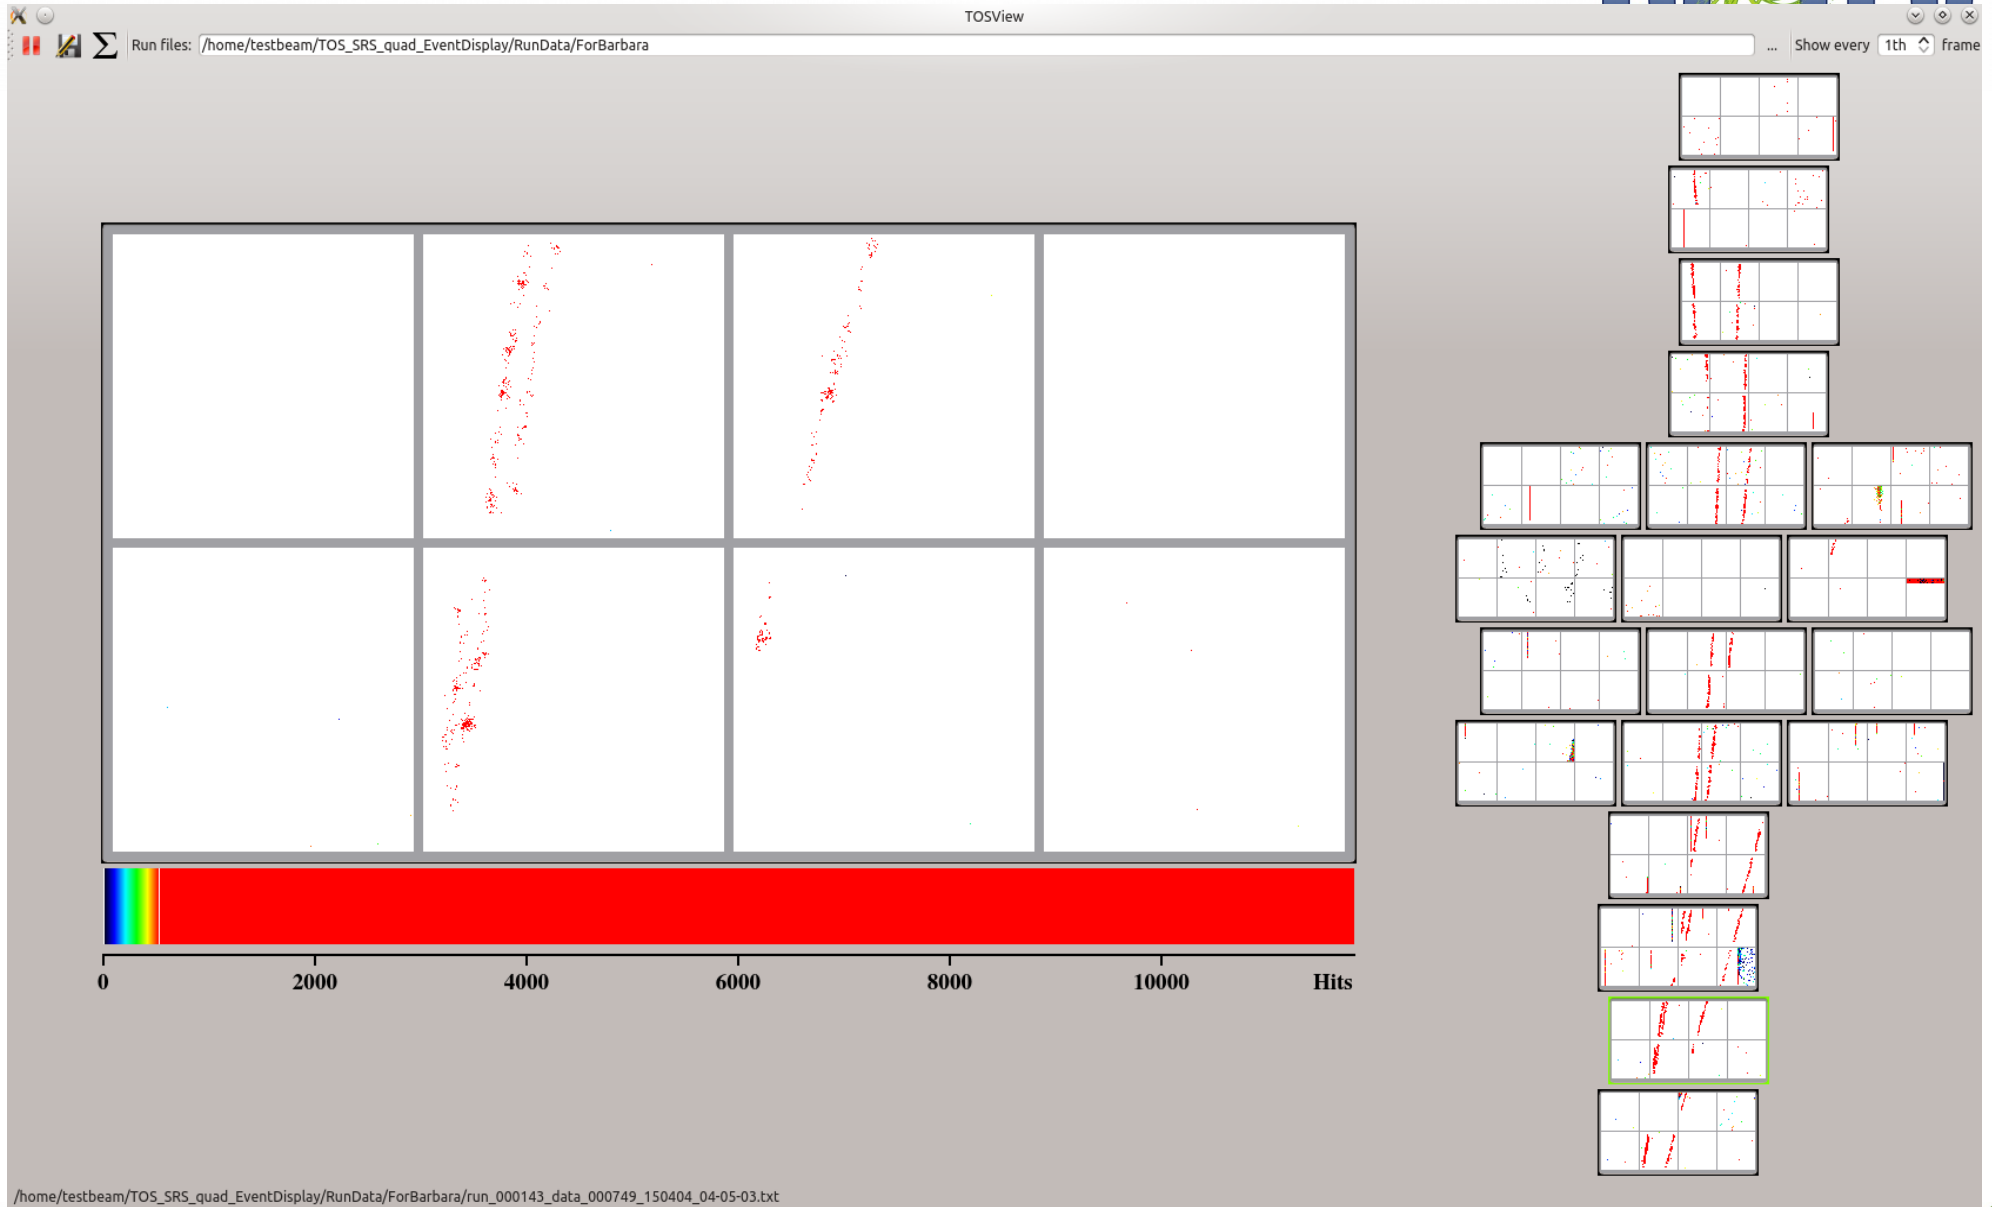 TOSView
Run files: /home/testbeam/TOS_SRS_quad_EventDisplay/RunData/ForBarbara ... Show every 1th frame
0 2000 4000 6000 8000 10000 Hits
/home/testbeam/TOS_SRS_quad_EventDisplay/RunData/ForBarbara/run_000143_data_000749_150404_04-05-03.txt